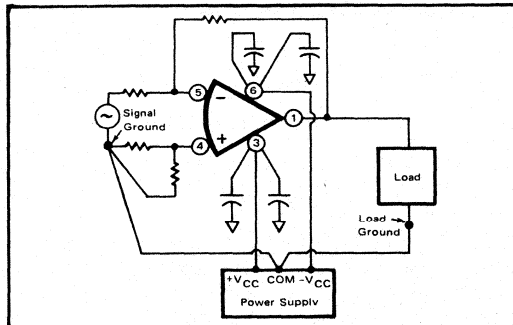 6
5
−
Signal
Ground
1
+
4
3
Load
Load
Ground
+VCC COM −VCC
Power Supply